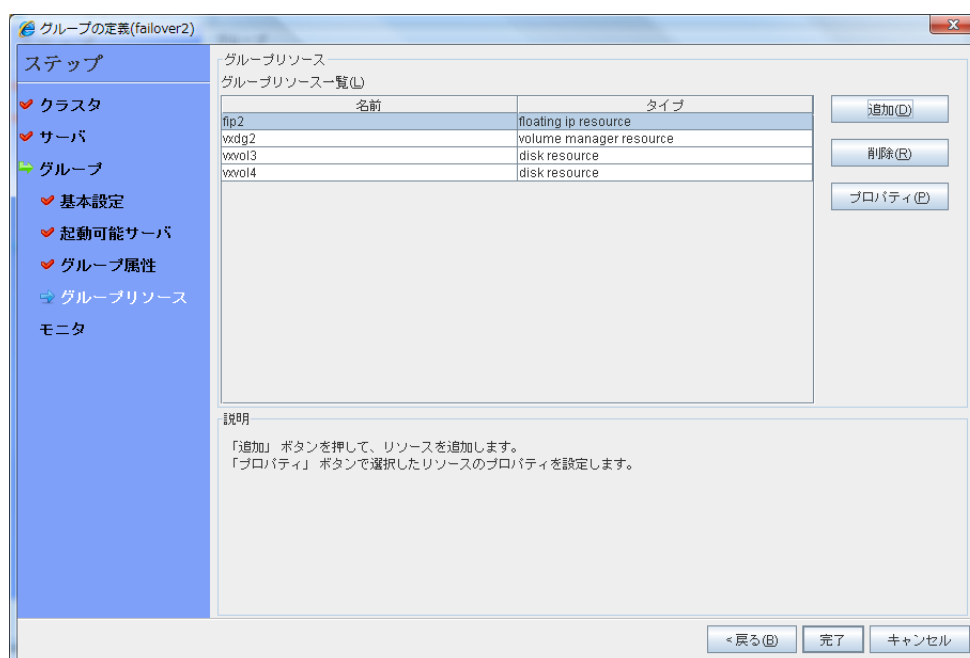 グループの定義(failover2)
ステップ
クラスタ
サーバ
グループ
基本設定
起動可能サーバ
グループ属性
グループリソース
モニタ
グループリソース
グループリソース一覧(L)
名前 タイプ
fip2 floating ip resource
vxdg2 volume manager resource
vxvol3 disk resource
vxvol4 disk resource
追加(D)
削除(R)
プロパティ(P)
説明
「追加」 ボタンを押して、リソースを追加します。
「プロパティ」 ボタンで選択したリソースのプロパティを設定します。
<戻る(B) 完了 キャンセル